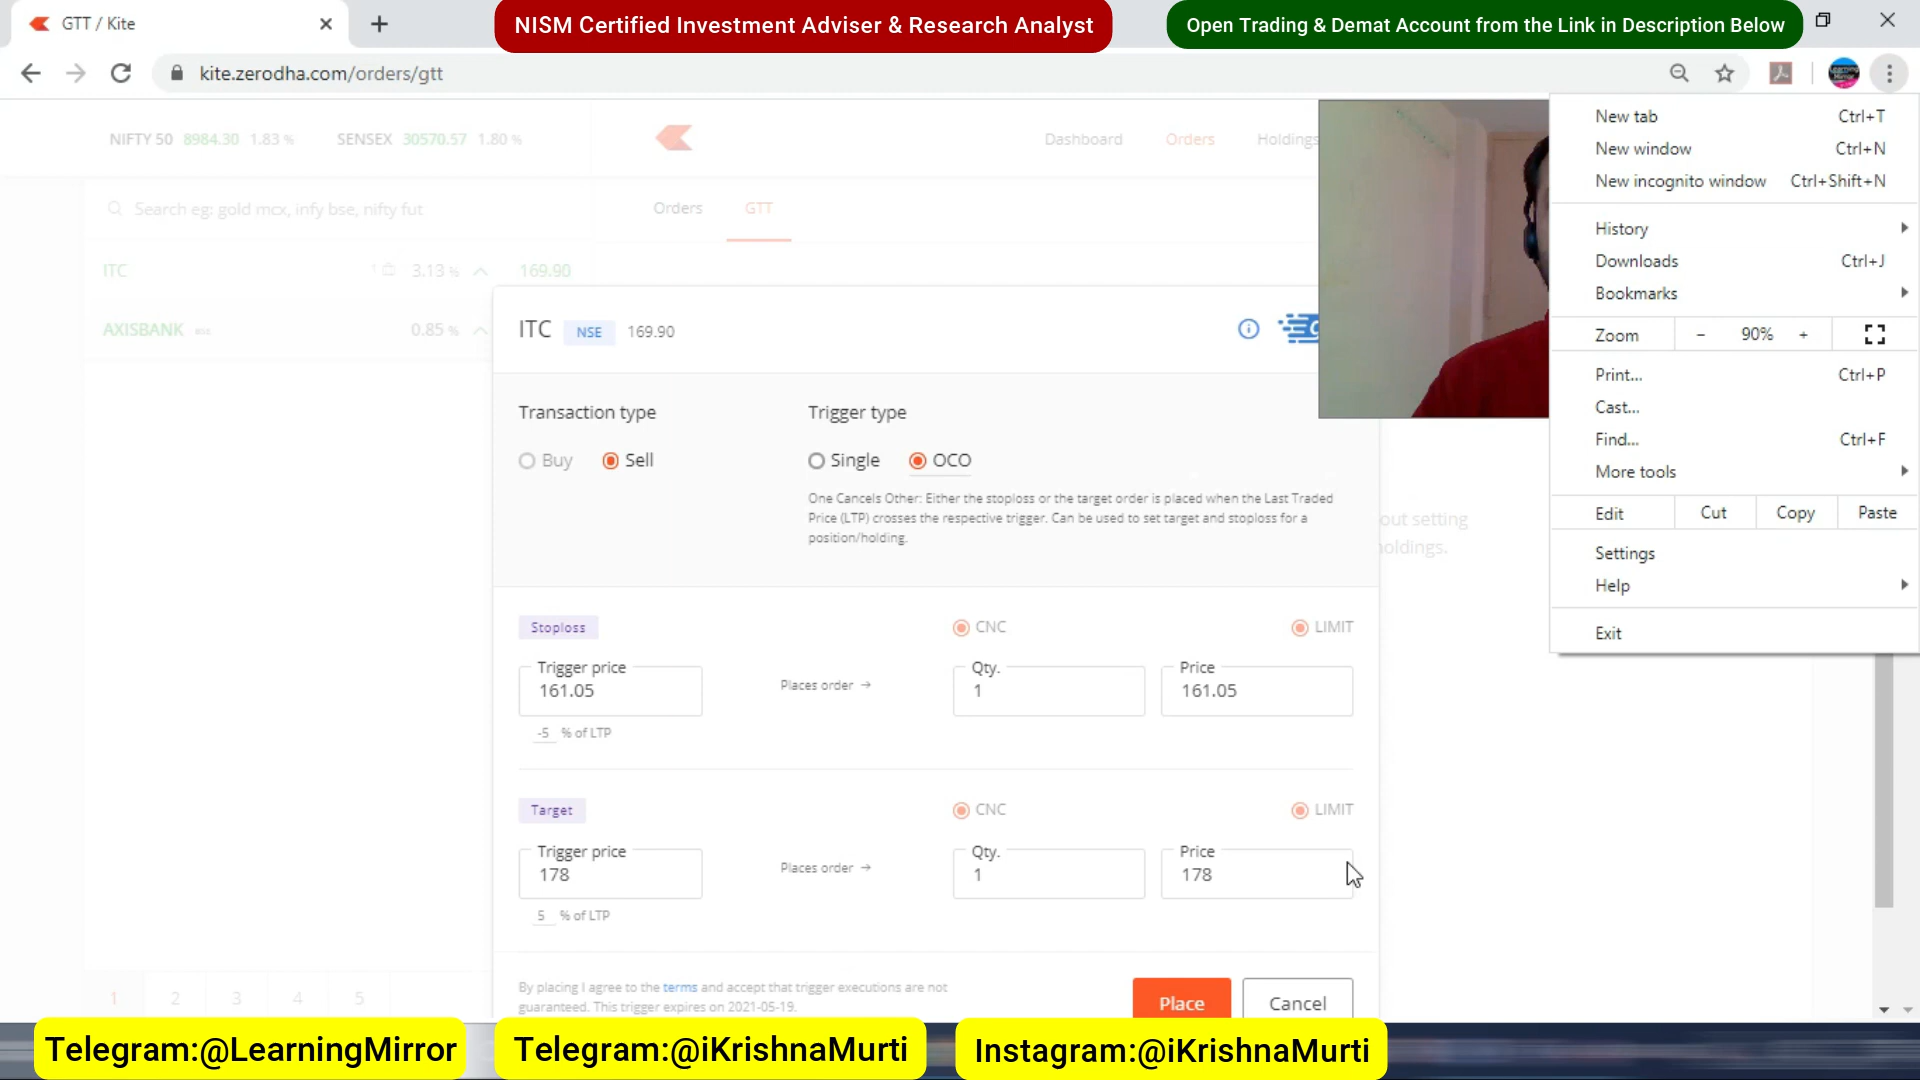 GTT / Kite
NISM Certified Investment Adviser & Research Analyst
Open Trading & Demat Account from the Link in Description Below
kite.zerodha.com/orders/gtt
NIFTY 50 8984.30 1.83 %
SENSEX 30570.57 1.80 %
Dashboard
Orders
Holdings
Search eg: gold mcx, infy bse, nifty fut
Orders
GTT
ITC
1
3.13 %
169.90
AXISBANK
BSE
0.85 %
ITC NSE 169.90
Transaction type
Trigger type
Buy
Sell
Single
OCO
One Cancels Other: Either the stoploss or the target order is placed when the Last Traded
Price (LTP) crosses the respective trigger. Can be used to set target and stoploss for a
position/holding.
out setting
holdings.
Stoploss
CNC
LIMIT
Trigger price
161.05
Places order →
Qty.
1
Price
161.05
-5 % of LTP
Target
CNC
LIMIT
Trigger price
178
Places order →
Qty.
1
Price
178
5 % of LTP
By placing I agree to the terms and accept that trigger executions are not
guaranteed. This trigger expires on 2021-05-19.
Place
Cancel
1 2 3 4 5
New tab Ctrl+T
New window Ctrl+N
New incognito window Ctrl+Shift+N
History
Downloads Ctrl+J
Bookmarks
Zoom - 90% +
Print... Ctrl+P
Cast...
Find... Ctrl+F
More tools
Edit Cut Copy Paste
Settings
Help
Exit
Telegram:@LearningMirror
Telegram:@iKrishnaMurti
Instagram:@iKrishnaMurti